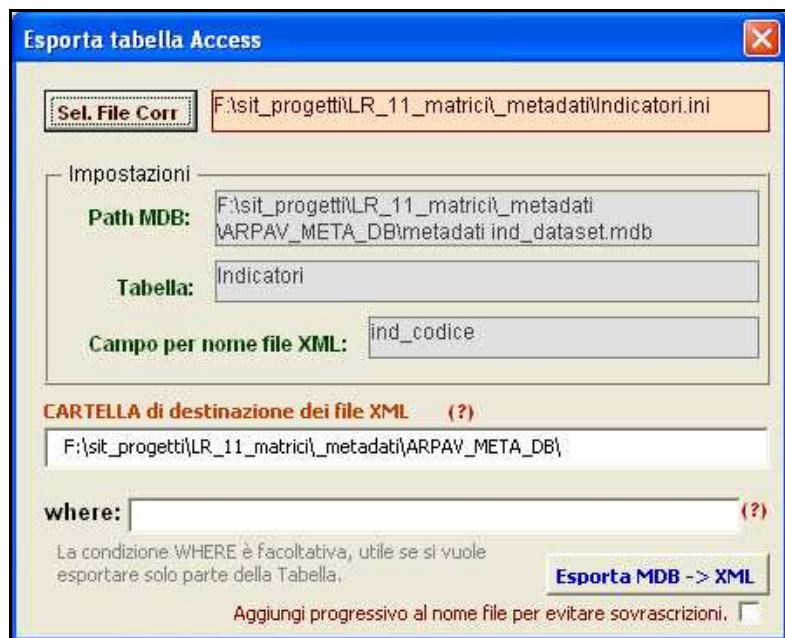 Esporta tabella Access
Sel. File Corr F:\sit_progetti\LR_11_matrici\_metadati\Indicatori.ini
Impostazioni
Path MDB: F:\sit_progetti\LR_11_matrici\_metadati
\ARPAV_META_DB\metadati ind_dataset.mdb
Tabella: Indicatori
Campo per nome file XML: ind_codice
CARTELLA di destinazione dei file XML (?)
F:\sit_progetti\LR_11_matrici\_metadati\ARPAV_META_DB\
where: (?)
La condizione WHERE è facoltativa, utile se si vuole
esportare solo parte della Tabella.
Esporta MDB -> XML
Aggiungi progressivo al nome file per evitare sovrascrizioni.